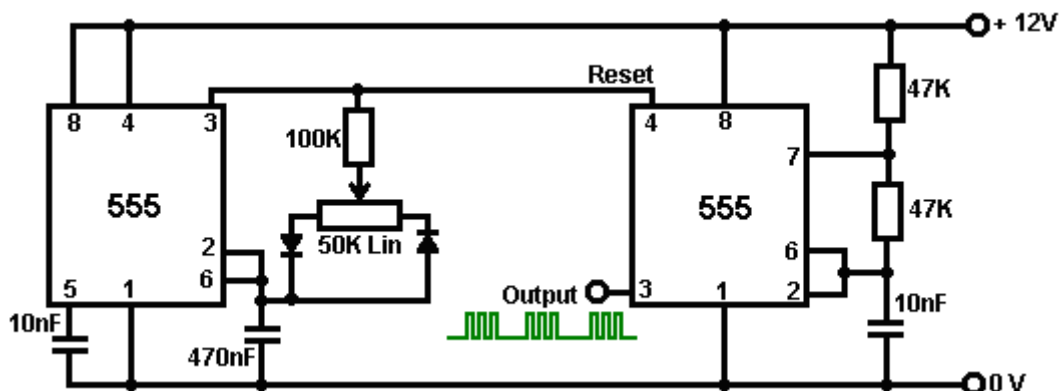 + 12V
Reset
8 4 3
4 8
47K
100K
7
555
555
50K Lin
47K
2
6
6
5 1
Output
3 1 2
10nF
470nF
10nF
0 V